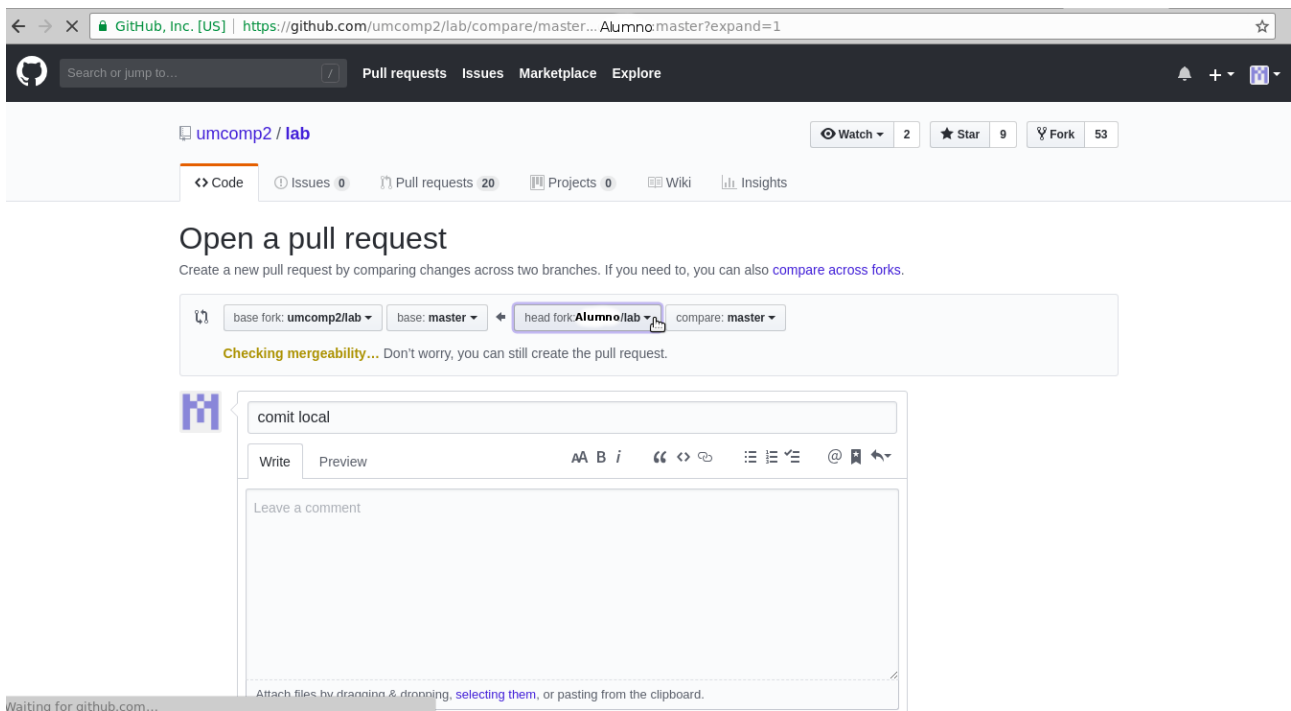 GitHub, Inc. [US] | https://github.com/umcomp2/lab/compare/master... Alumno:master?expand=1
Search or jump to... / Pull requests Issues Marketplace Explore
umcomp2 / lab Watch 2 Star 9 Fork 53
<> Code Issues 0 Pull requests 20 Projects 0 Wiki Insights
Open a pull request
Create a new pull request by comparing changes across two branches. If you need to, you can also compare across forks.
base fork: umcomp2/lab base: master head fork:Alumno/lab compare: master
Checking mergeability… Don’t worry, you can still create the pull request.
comit local
Write Preview AA B i “ <> @
Leave a comment
Attach files by dragging & dropping, selecting them, or pasting from the clipboard.
Waiting for github.com...